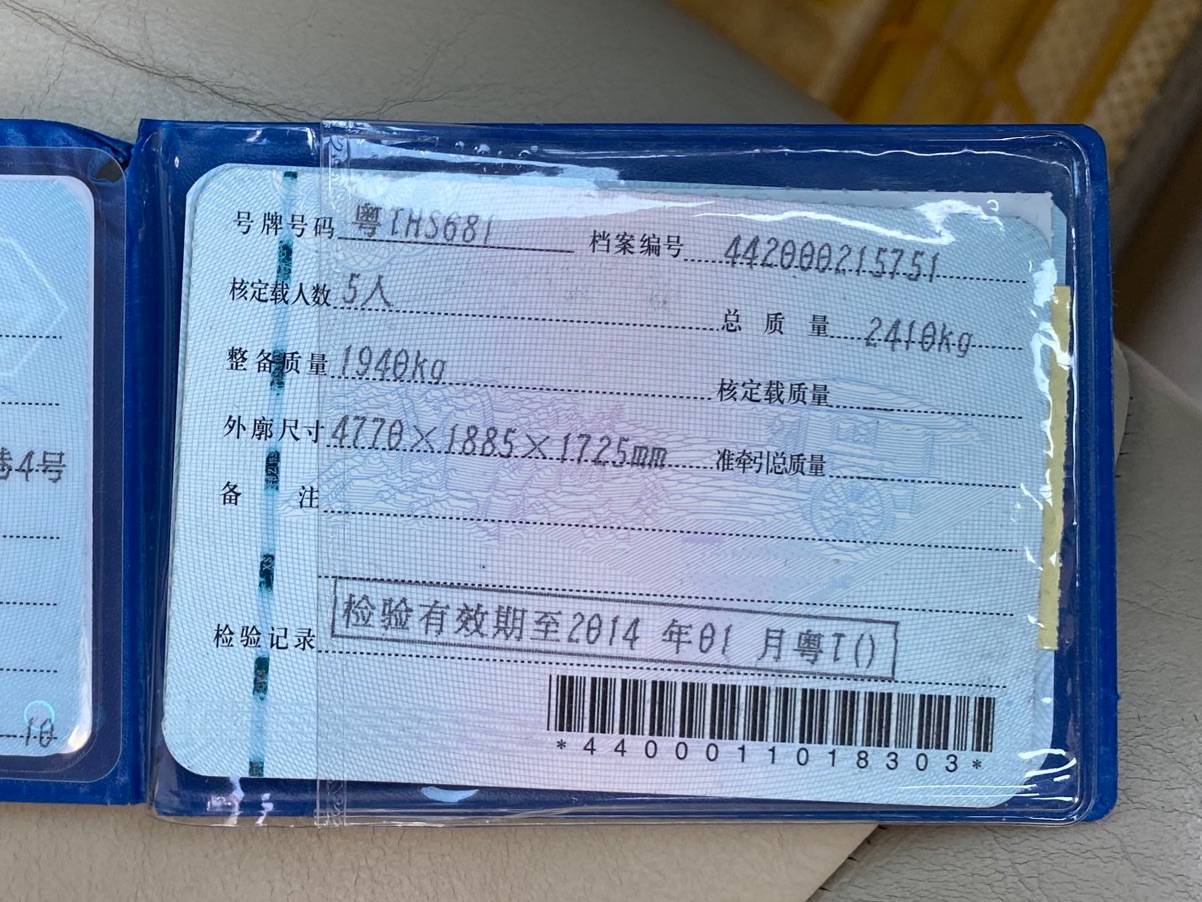 号牌号码 粤THS681 档案编号 442000215751
核定载人数 5人 总质量 2410kg
整备质量 1940kg 核定载质量
外廓尺寸 4770×1885×1725mm 准牵引总质量
备注
检验记录 检验有效期至2014年01月粤T()
*4400011018303*
巷4号
10